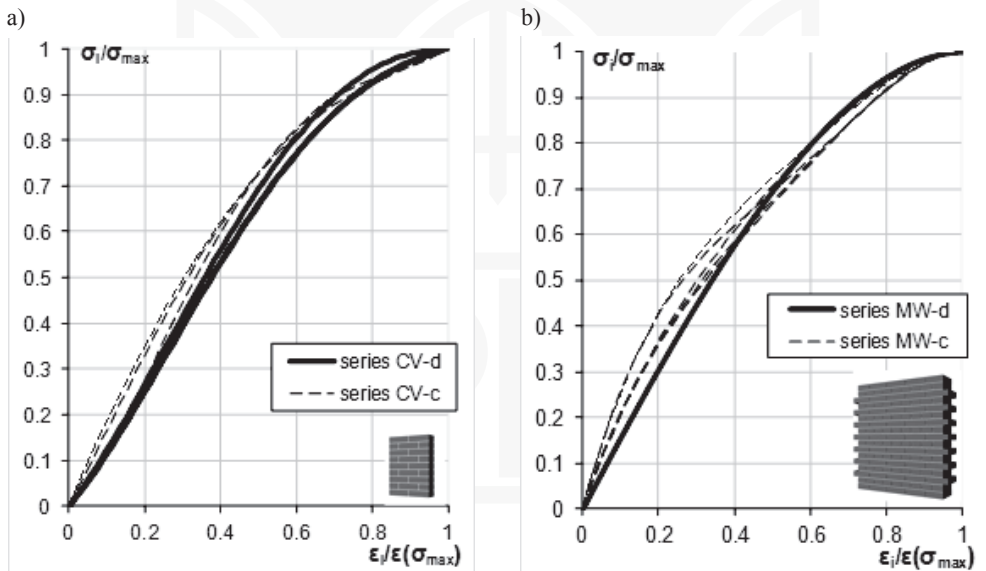 a)
σi/σmax
1
0.9
0.8
0.7
0.6
0.5
0.4
0.3
0.2
0.1
0
0 0.2 0.4 0.6 0.8 1
εi/ε(σmax)
series CV-d
series CV-c
b)
σi/σmax
1
0.9
0.8
0.7
0.6
0.5
0.4
0.3
0.2
0.1
0
0 0.2 0.4 0.6 0.8 1
εi/ε(σmax)
series MW-d
series MW-c